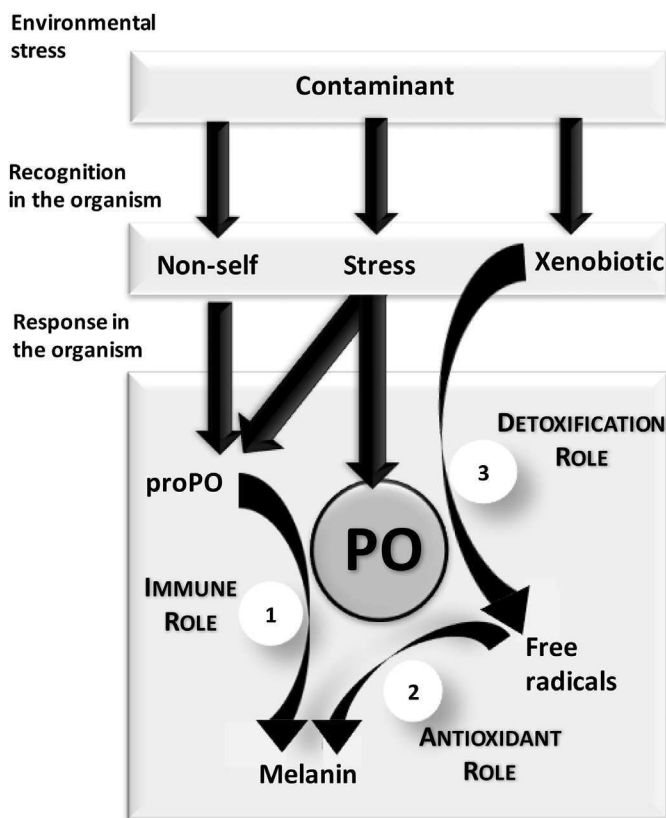 Environmental
stress
Contaminant
Recognition
in the organism
Non-self
Stress
Xenobiotic
Response in
the organism
DETOXIFICATION
ROLE
3
proPO
PO
IMMUNE
ROLE
1
Free
radicals
2
ANTIOXIDANT
ROLE
Melanin